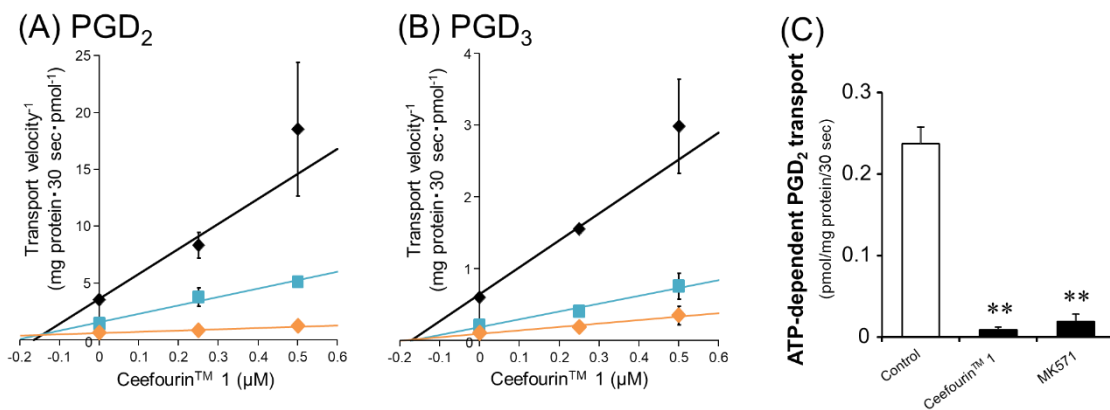 (A) PGD2
Transport velocity-1
(mg protein・30 sec・pmol-1)
25
20
15
10
5
0
-0.2 -0.1 0 0.1 0.2 0.3 0.4 0.5 0.6
Ceefourin™ 1 (μM)
(B) PGD3
Transport velocity-1
(mg protein・30 sec・pmol-1)
4
3
2
1
0
-0.2 -0.1 0 0.1 0.2 0.3 0.4 0.5 0.6
Ceefourin™ 1 (μM)
(C)
ATP-dependent PGD2 transport
(pmol/mg protein/30 sec)
0.3
0.2
0.1
0
**
**
Control
Ceefourin™ 1
MK571